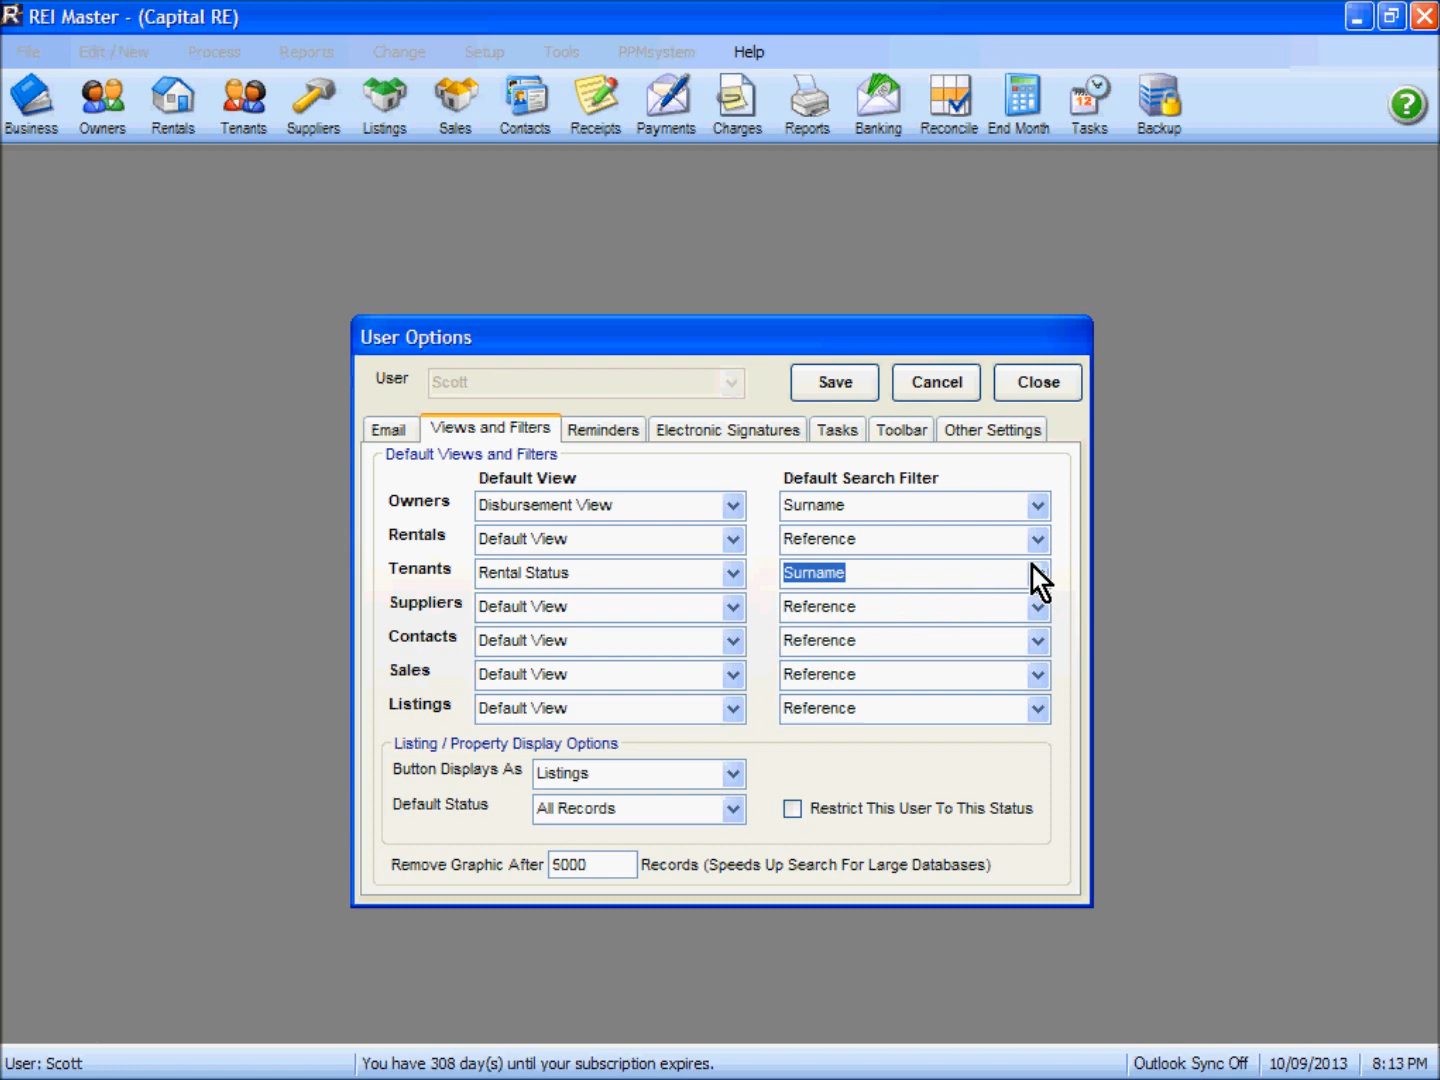 REI Master - (Capital RE)
File Edit / New Process Reports Change Setup Tools PPMsystem Help
Business Owners Rentals Tenants Suppliers Listings Sales Contacts Receipts Payments Charges Reports Banking Reconcile End Month Tasks Backup
User Options
User Scott Save Cancel Close
Email Views and Filters Reminders Electronic Signatures Tasks Toolbar Other Settings
Default Views and Filters
Default View Default Search Filter
Owners Disbursement View Surname
Rentals Default View Reference
Tenants Rental Status Surname
Suppliers Default View Reference
Contacts Default View Reference
Sales Default View Reference
Listings Default View Reference
Listing / Property Display Options
Button Displays As Listings
Default Status All Records Restrict This User To This Status
Remove Graphic After 5000 Records (Speeds Up Search For Large Databases)
User: Scott You have 308 day(s) until your subscription expires. Outlook Sync Off 10/09/2013 8:13 PM